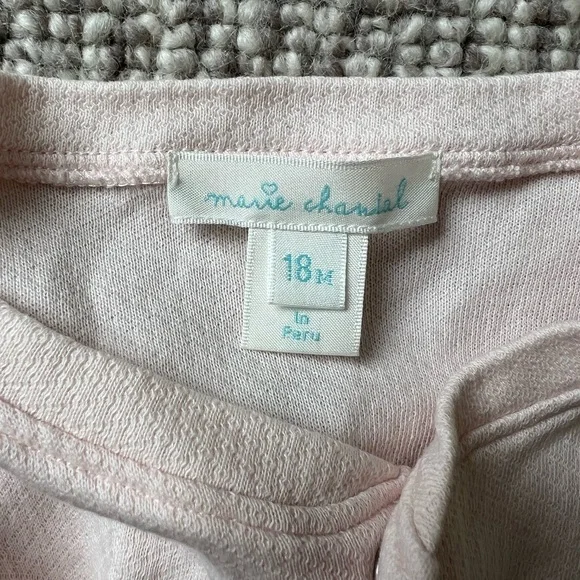 marie chantal
18M
In
Peru